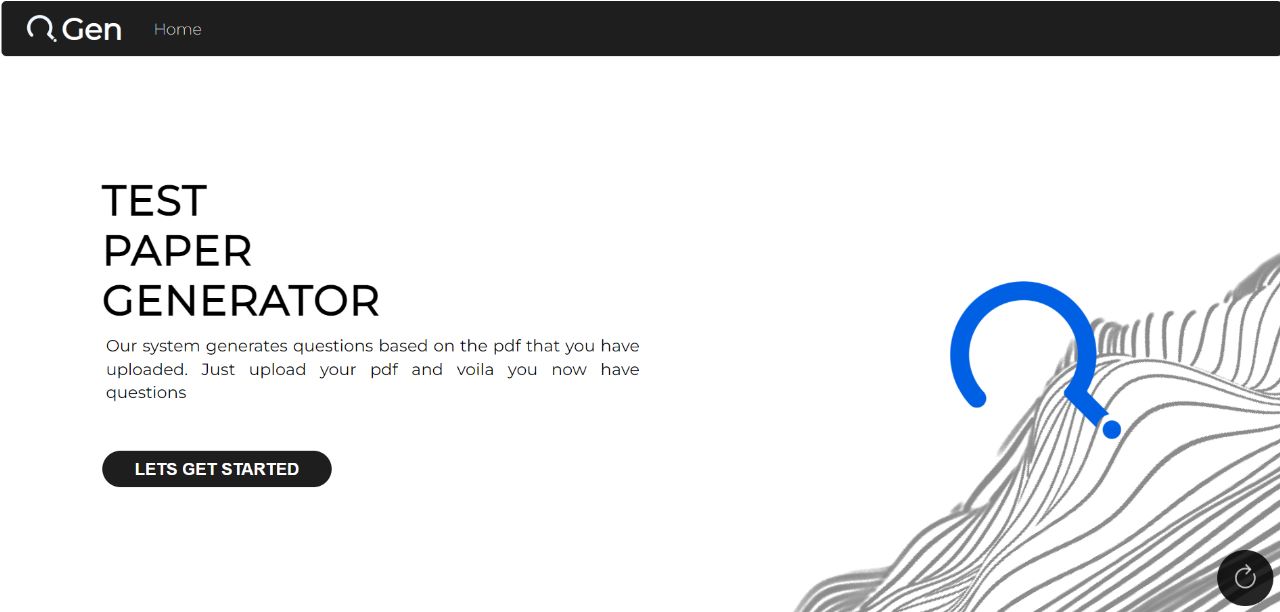 Gen
Home
TEST
PAPER
GENERATOR
Our system generates questions based on the pdf that you have
uploaded. Just upload your pdf and voila you now have
questions
LETS GET STARTED